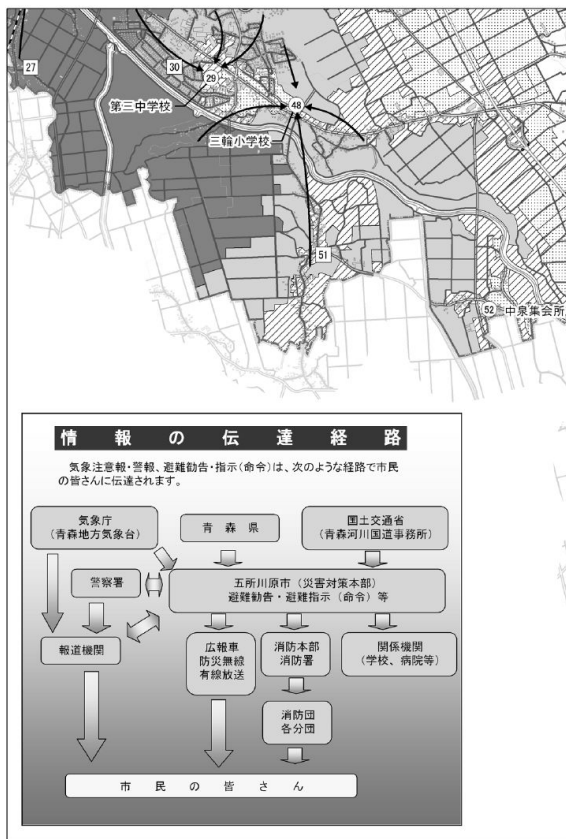 27
30
29
第三中学校
48
三輪小学校
51
52
中泉集会所
情報の伝達経路
気象注意報・警報、避難勧告・指示(命令)は、次のような経路で市民
の皆さんに伝達されます。
気象庁
(青森地方気象台)
青森県
国土交通省
(青森河川国道事務所)
警察署
五所川原市(災害対策本部)
避難勧告・避難指示(命令)等
報道機関
広報車
防災無線
有線放送
消防本部
消防署
関係機関
(学校、病院等)
消防団
各分団
市民の皆さん